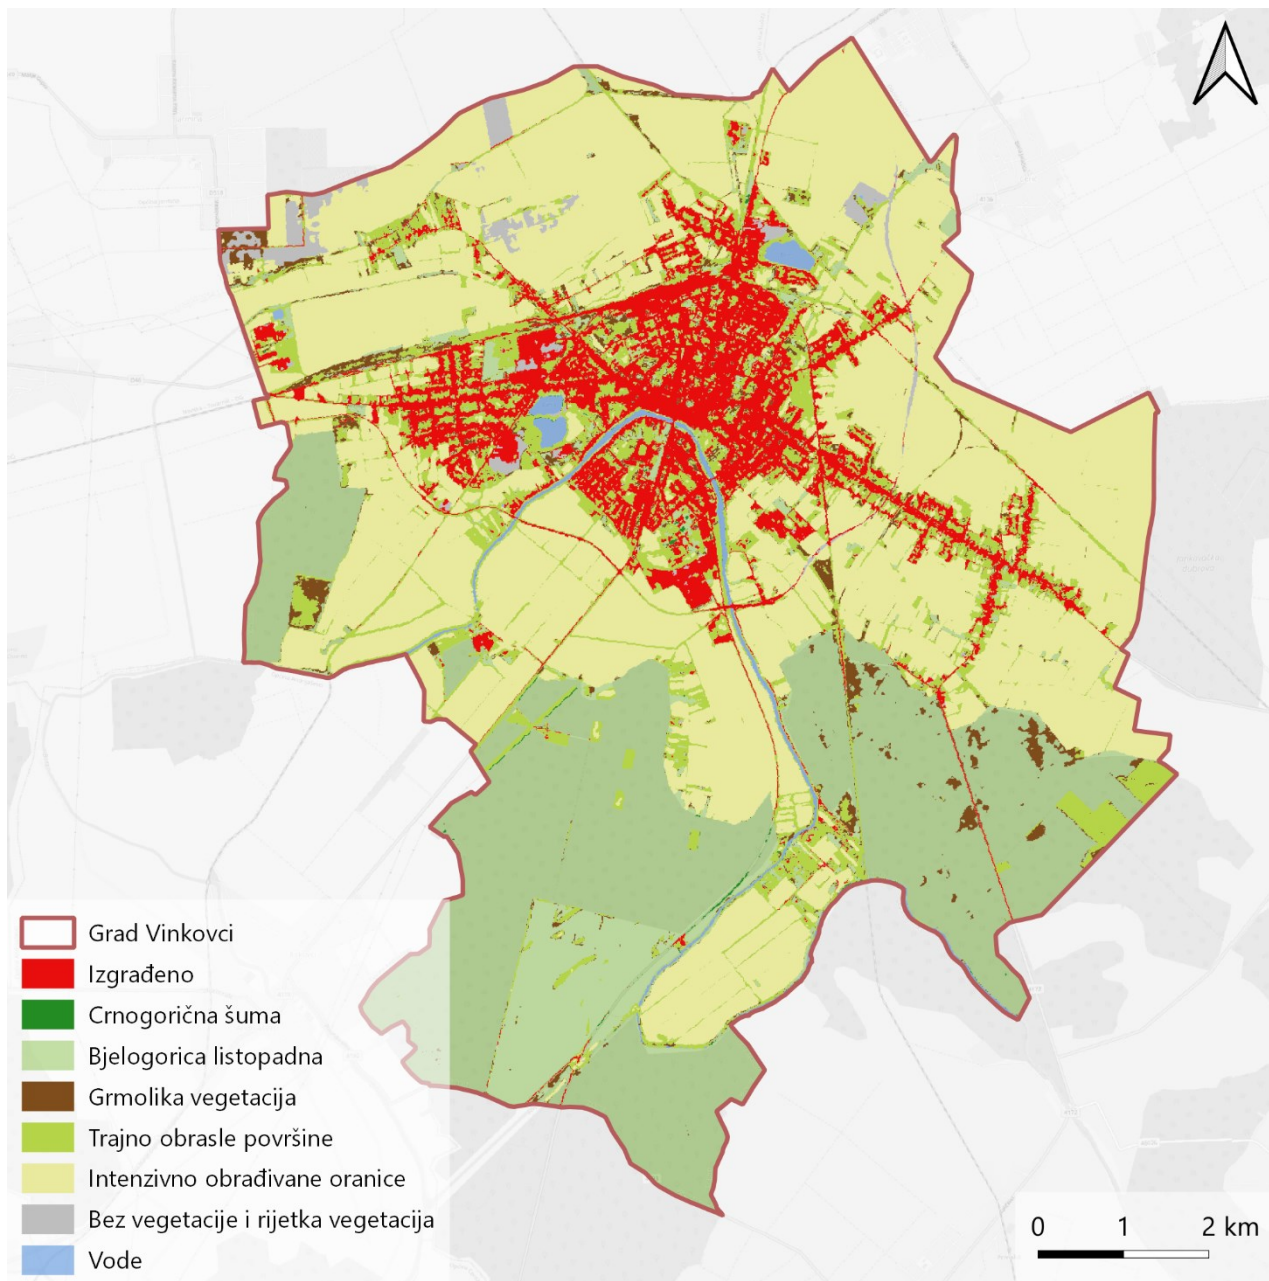 Grad Vinkovci
Izgrađeno
Crnogorična šuma
Bjelogorica listopadna
Grmolika vegetacija
Trajno obrasle površine
Intenzivno obrađivane oranice
Bez vegetacije i rijetka vegetacija
Vode
0 1 2 km